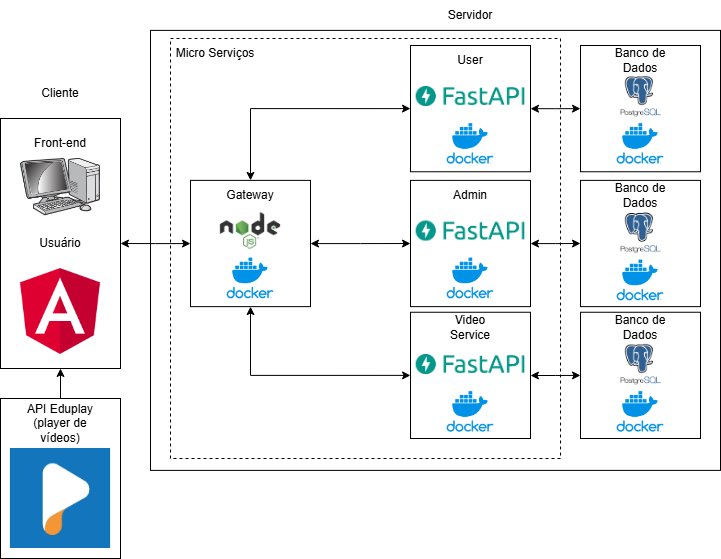 Servidor
Cliente
Micro Serviços
Front-end
Usuário
A
API Eduplay
(player de
vídeos)
Gateway
node
JS
docker
User
FastAPI
docker
Admin
FastAPI
docker
Video
Service
FastAPI
docker
Banco de
Dados
PostgreSQL
docker
Banco de
Dados
PostgreSQL
docker
Banco de
Dados
PostgreSQL
docker